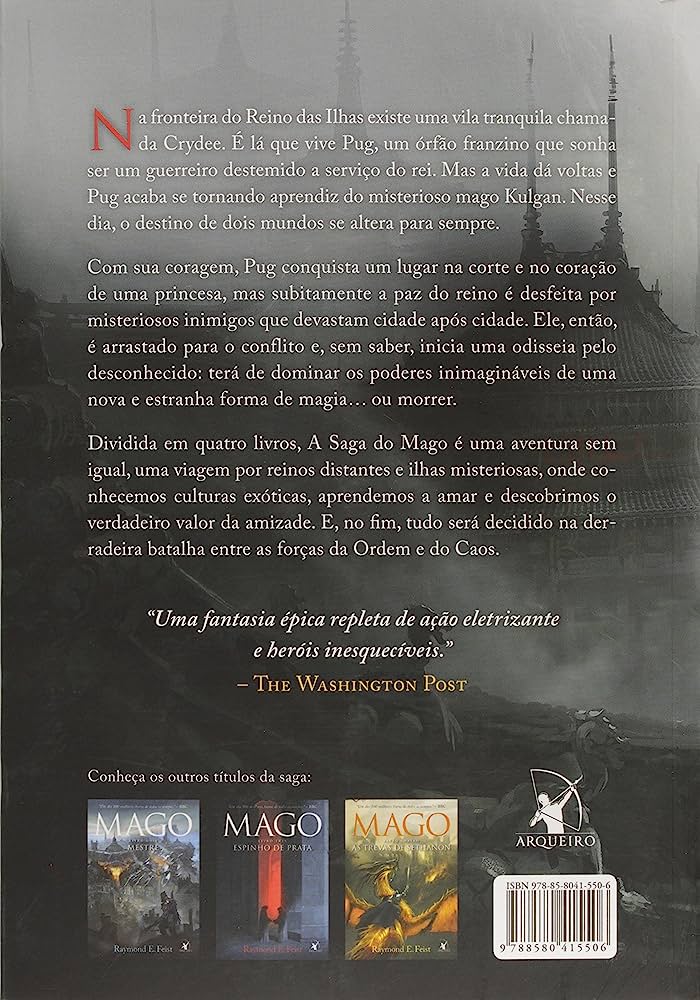 Na fronteira do Reino das Ilhas existe uma vila tranquila chama-
da Crydee. É lá que vive Pug, um órfão franzino que sonha
ser um guerreiro destemido a serviço do rei. Mas a vida dá voltas e
Pug acaba se tornando aprendiz do misterioso mago Kulgan. Nesse
dia, o destino de dois mundos se altera para sempre.
Com sua coragem, Pug conquista um lugar na corte e no coração
de uma princesa, mas subitamente a paz do reino é desfeita por
misteriosos inimigos que devastam cidade após cidade. Ele, então,
é arrastado para o conflito e, sem saber, inicia uma odisseia pelo
desconhecido: terá de dominar os poderes inimagináveis de uma
nova e estranha forma de magia… ou morrer.
Dividida em quatro livros, A Saga do Mago é uma aventura sem
igual, uma viagem por reinos distantes e ilhas misteriosas, onde co-
nhecemos culturas exóticas, aprendemos a amar e descobrimos o
verdadeiro valor da amizade. E, no fim, tudo será decidido na der-
radeira batalha entre as forças da Ordem e do Caos.
“Uma fantasia épica repleta de ação eletrizante
e heróis inesquecíveis.”
– The Washington Post
Conheça os outros títulos da saga:
MAGO
MESTRE
Raymond E. Feist
MAGO
ESPINHO DE PRATA
Raymond E. Feist
MAGO
AS TREVAS DE SETHANON
Raymond E. Feist
ARQUEIRO
ISBN 978-85-8041-550-6
9788580415506